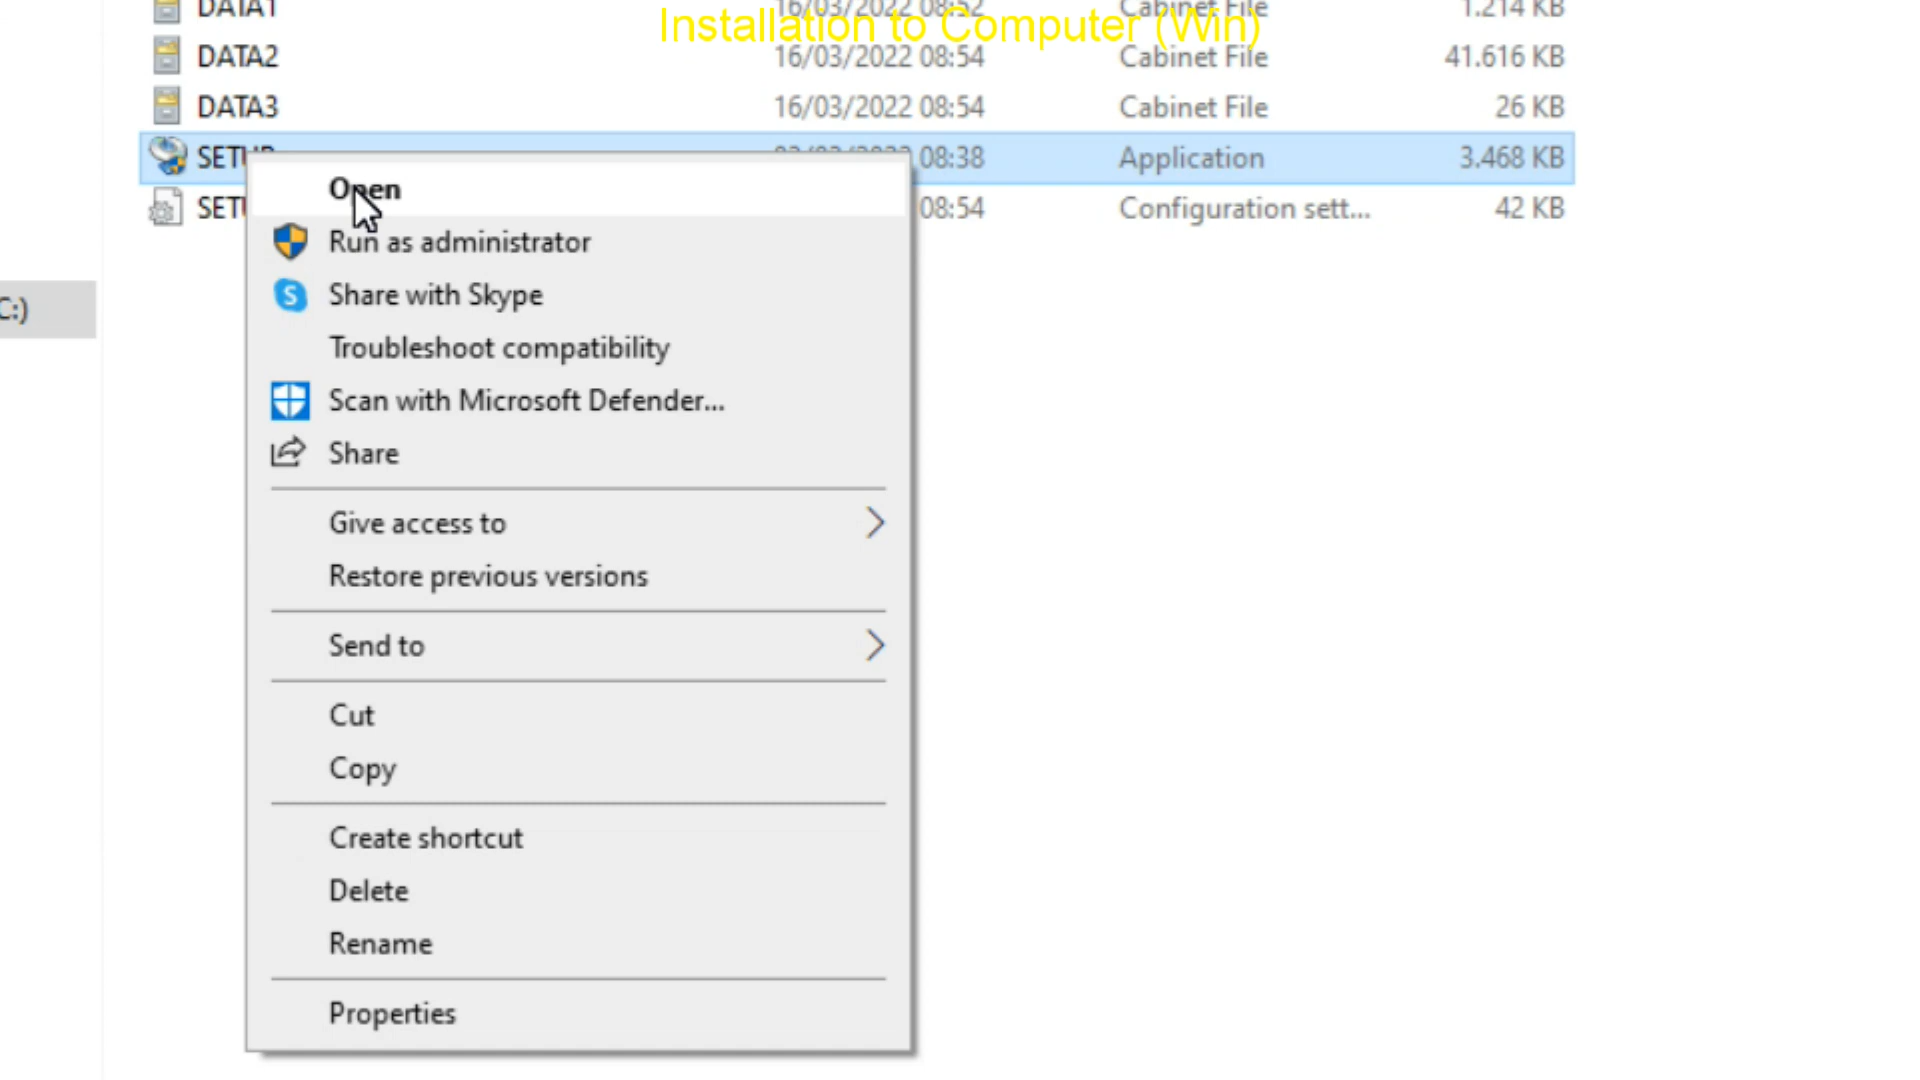 Installation to Computer (Win)
DATA1 16/03/2022 08:52 Cabinet File 1.214 KB
DATA2 16/03/2022 08:54 Cabinet File 41.616 KB
DATA3 16/03/2022 08:54 Cabinet File 26 KB
SETUP 08:38 Application 3.468 KB
08:54 Configuration sett... 42 KB
C:)
Open
Run as administrator
Share with Skype
Troubleshoot compatibility
Scan with Microsoft Defender...
Share
Give access to
Restore previous versions
Send to
Cut
Copy
Create shortcut
Delete
Rename
Properties